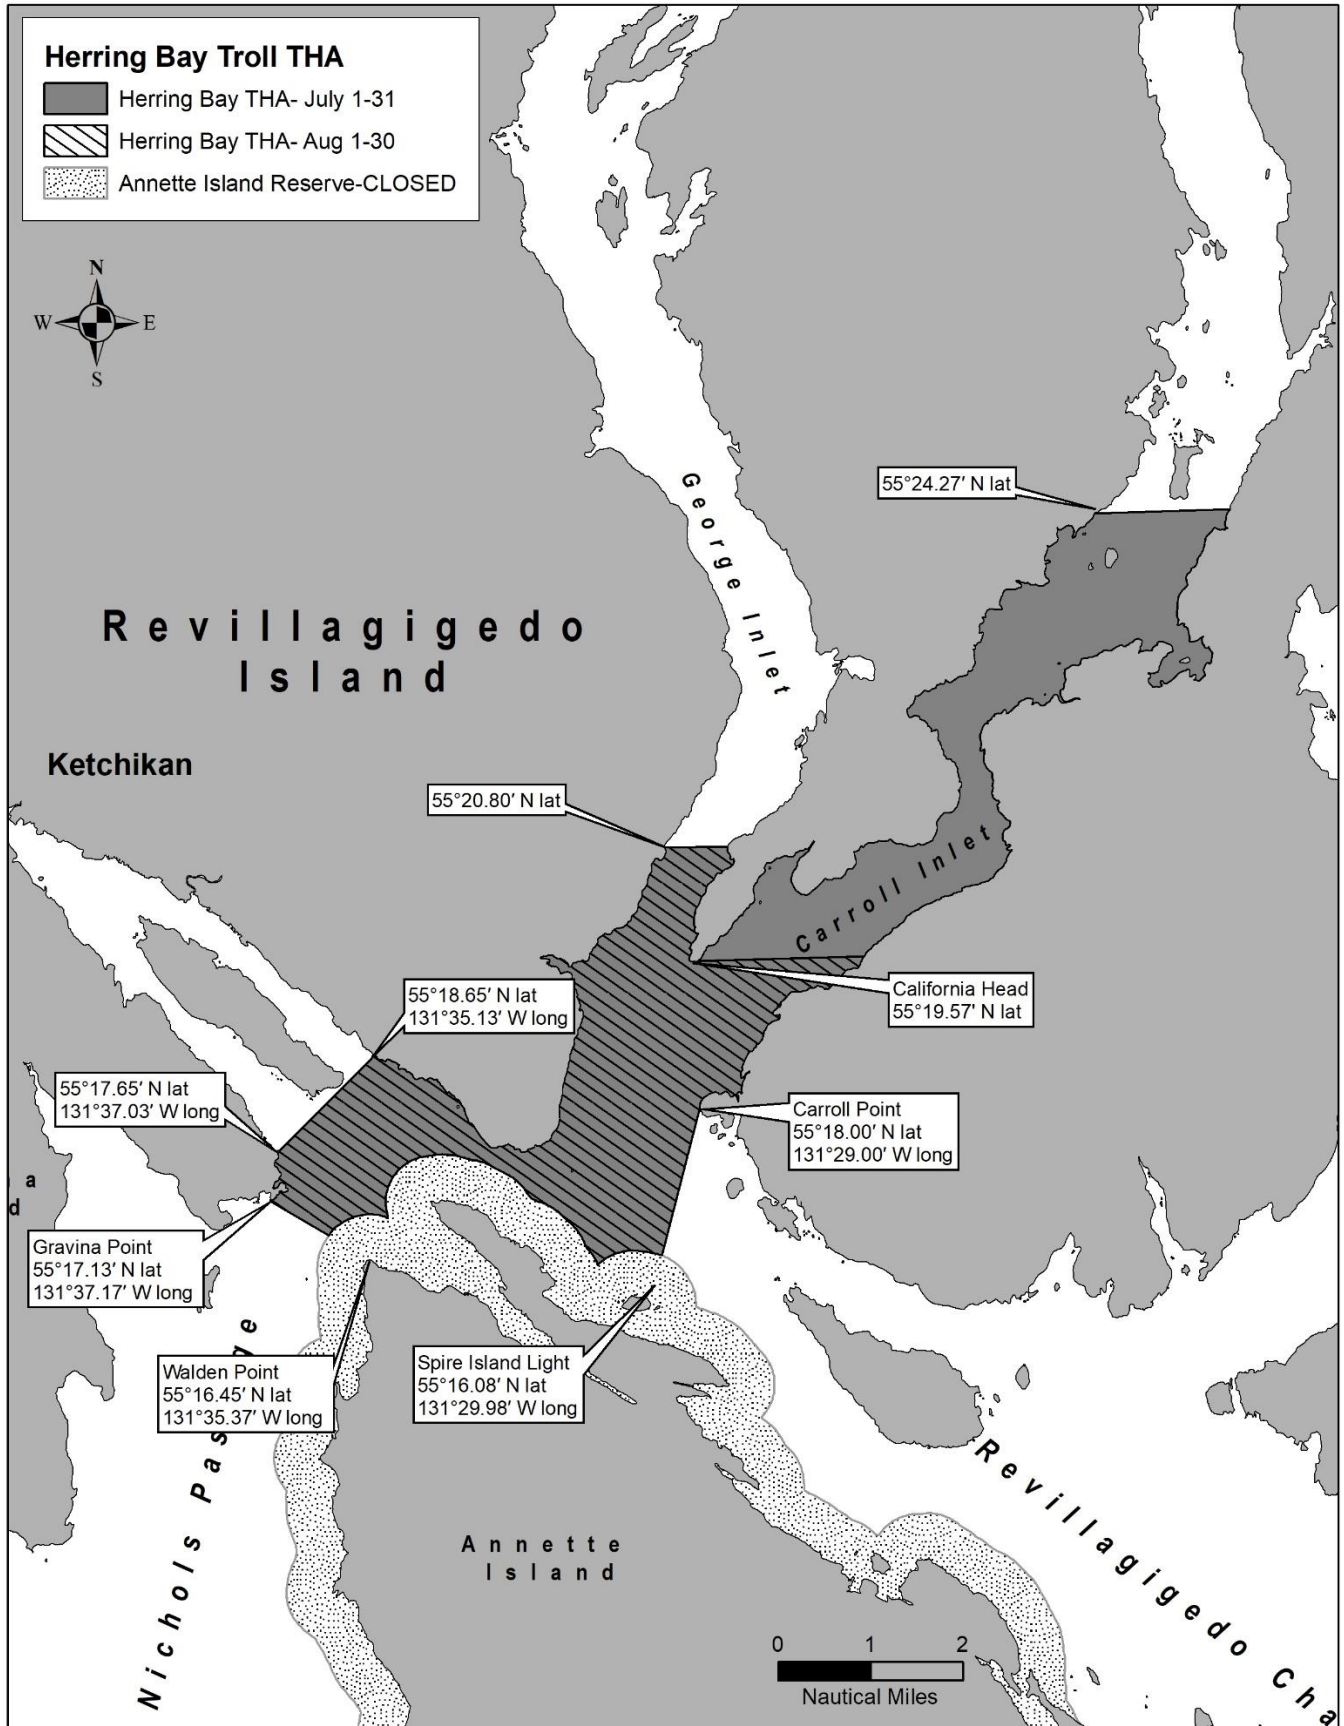 Herring Bay Troll THA
Herring Bay THA- July 1-31
Herring Bay THA- Aug 1-30
Annette Island Reserve-CLOSED
N
W E
S
George Inlet
55°24.27′ N lat
Revillagigedo
Island
Ketchikan
55°20.80′ N lat
Carroll Inlet
California Head
55°19.57′ N lat
55°18.65′ N lat
131°35.13′ W long
55°17.65′ N lat
131°37.03′ W long
Carroll Point
55°18.00′ N lat
131°29.00′ W long
a
d
Gravina Point
55°17.13′ N lat
131°37.17′ W long
Walden Point
55°16.45′ N lat
131°35.37′ W long
Spire Island Light
55°16.08′ N lat
131°29.98′ W long
Nichols Pas ge
Revillagigedo Cha
Annette
Island
0 1 2
Nautical Miles